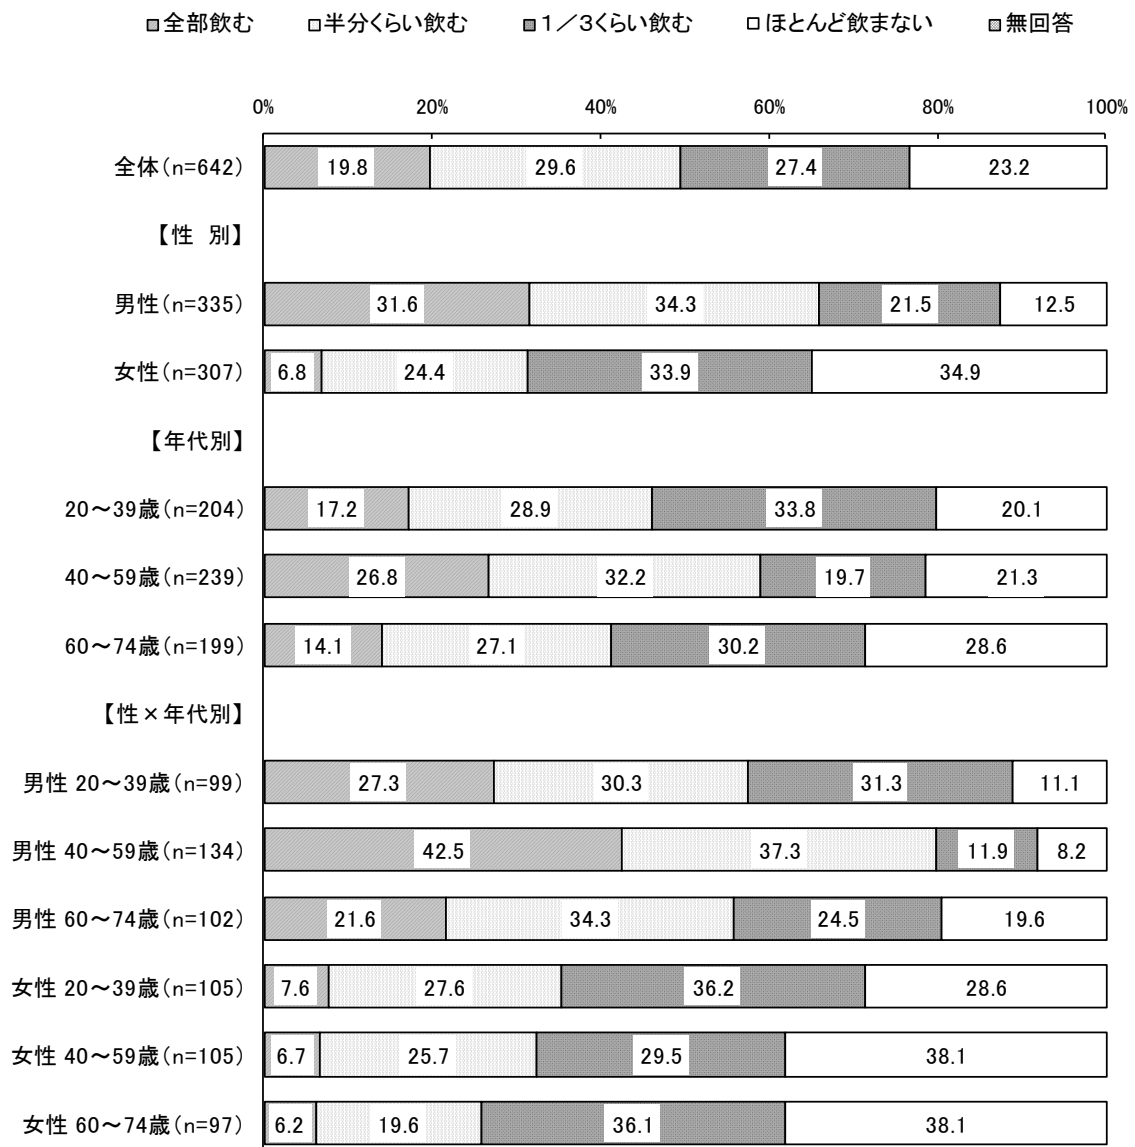 全部飲む 半分くらい飲む 1/3くらい飲む ほとんど飲まない 無回答
0% 20% 40% 60% 80% 100%
全体(n=642) 19.8 29.6 27.4 23.2
【性 別】
男性(n=335) 31.6 34.3 21.5 12.5
女性(n=307) 6.8 24.4 33.9 34.9
【年代別】
20～39歳(n=204) 17.2 28.9 33.8 20.1
40～59歳(n=239) 26.8 32.2 19.7 21.3
60～74歳(n=199) 14.1 27.1 30.2 28.6
【性×年代別】
男性 20～39歳(n=99) 27.3 30.3 31.3 11.1
男性 40～59歳(n=134) 42.5 37.3 11.9 8.2
男性 60～74歳(n=102) 21.6 34.3 24.5 19.6
女性 20～39歳(n=105) 7.6 27.6 36.2 28.6
女性 40～59歳(n=105) 6.7 25.7 29.5 38.1
女性 60～74歳(n=97) 6.2 19.6 36.1 38.1